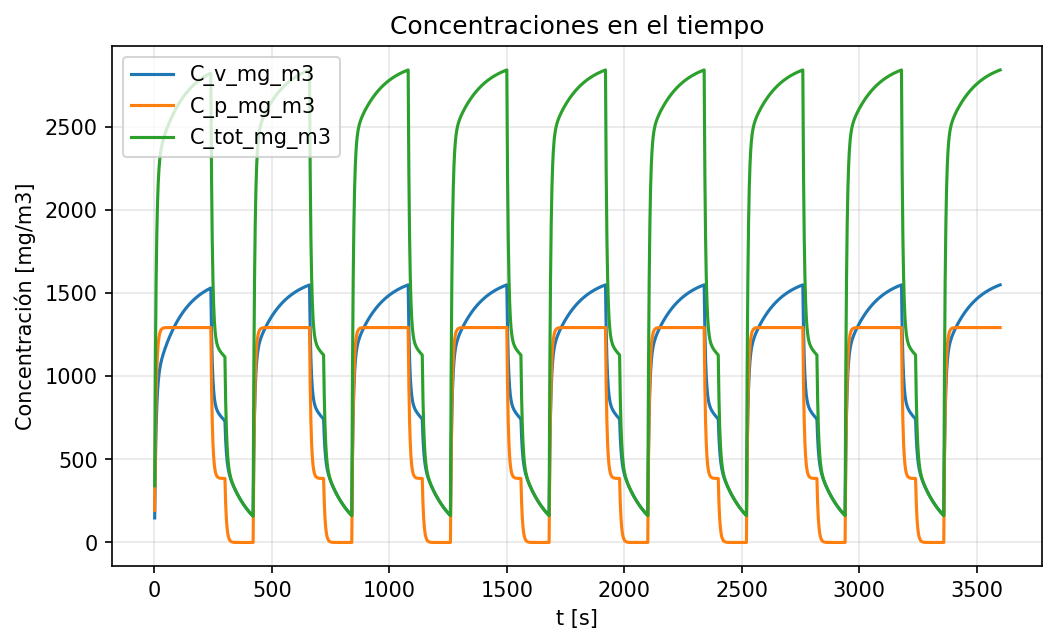 Concentraciones en el tiempo
C_v_mg_m3
C_p_mg_m3
C_tot_mg_m3
Concentración [mg/m3]
2500
2000
1500
1000
500
0
0 500 1000 1500 2000 2500 3000 3500
t [s]